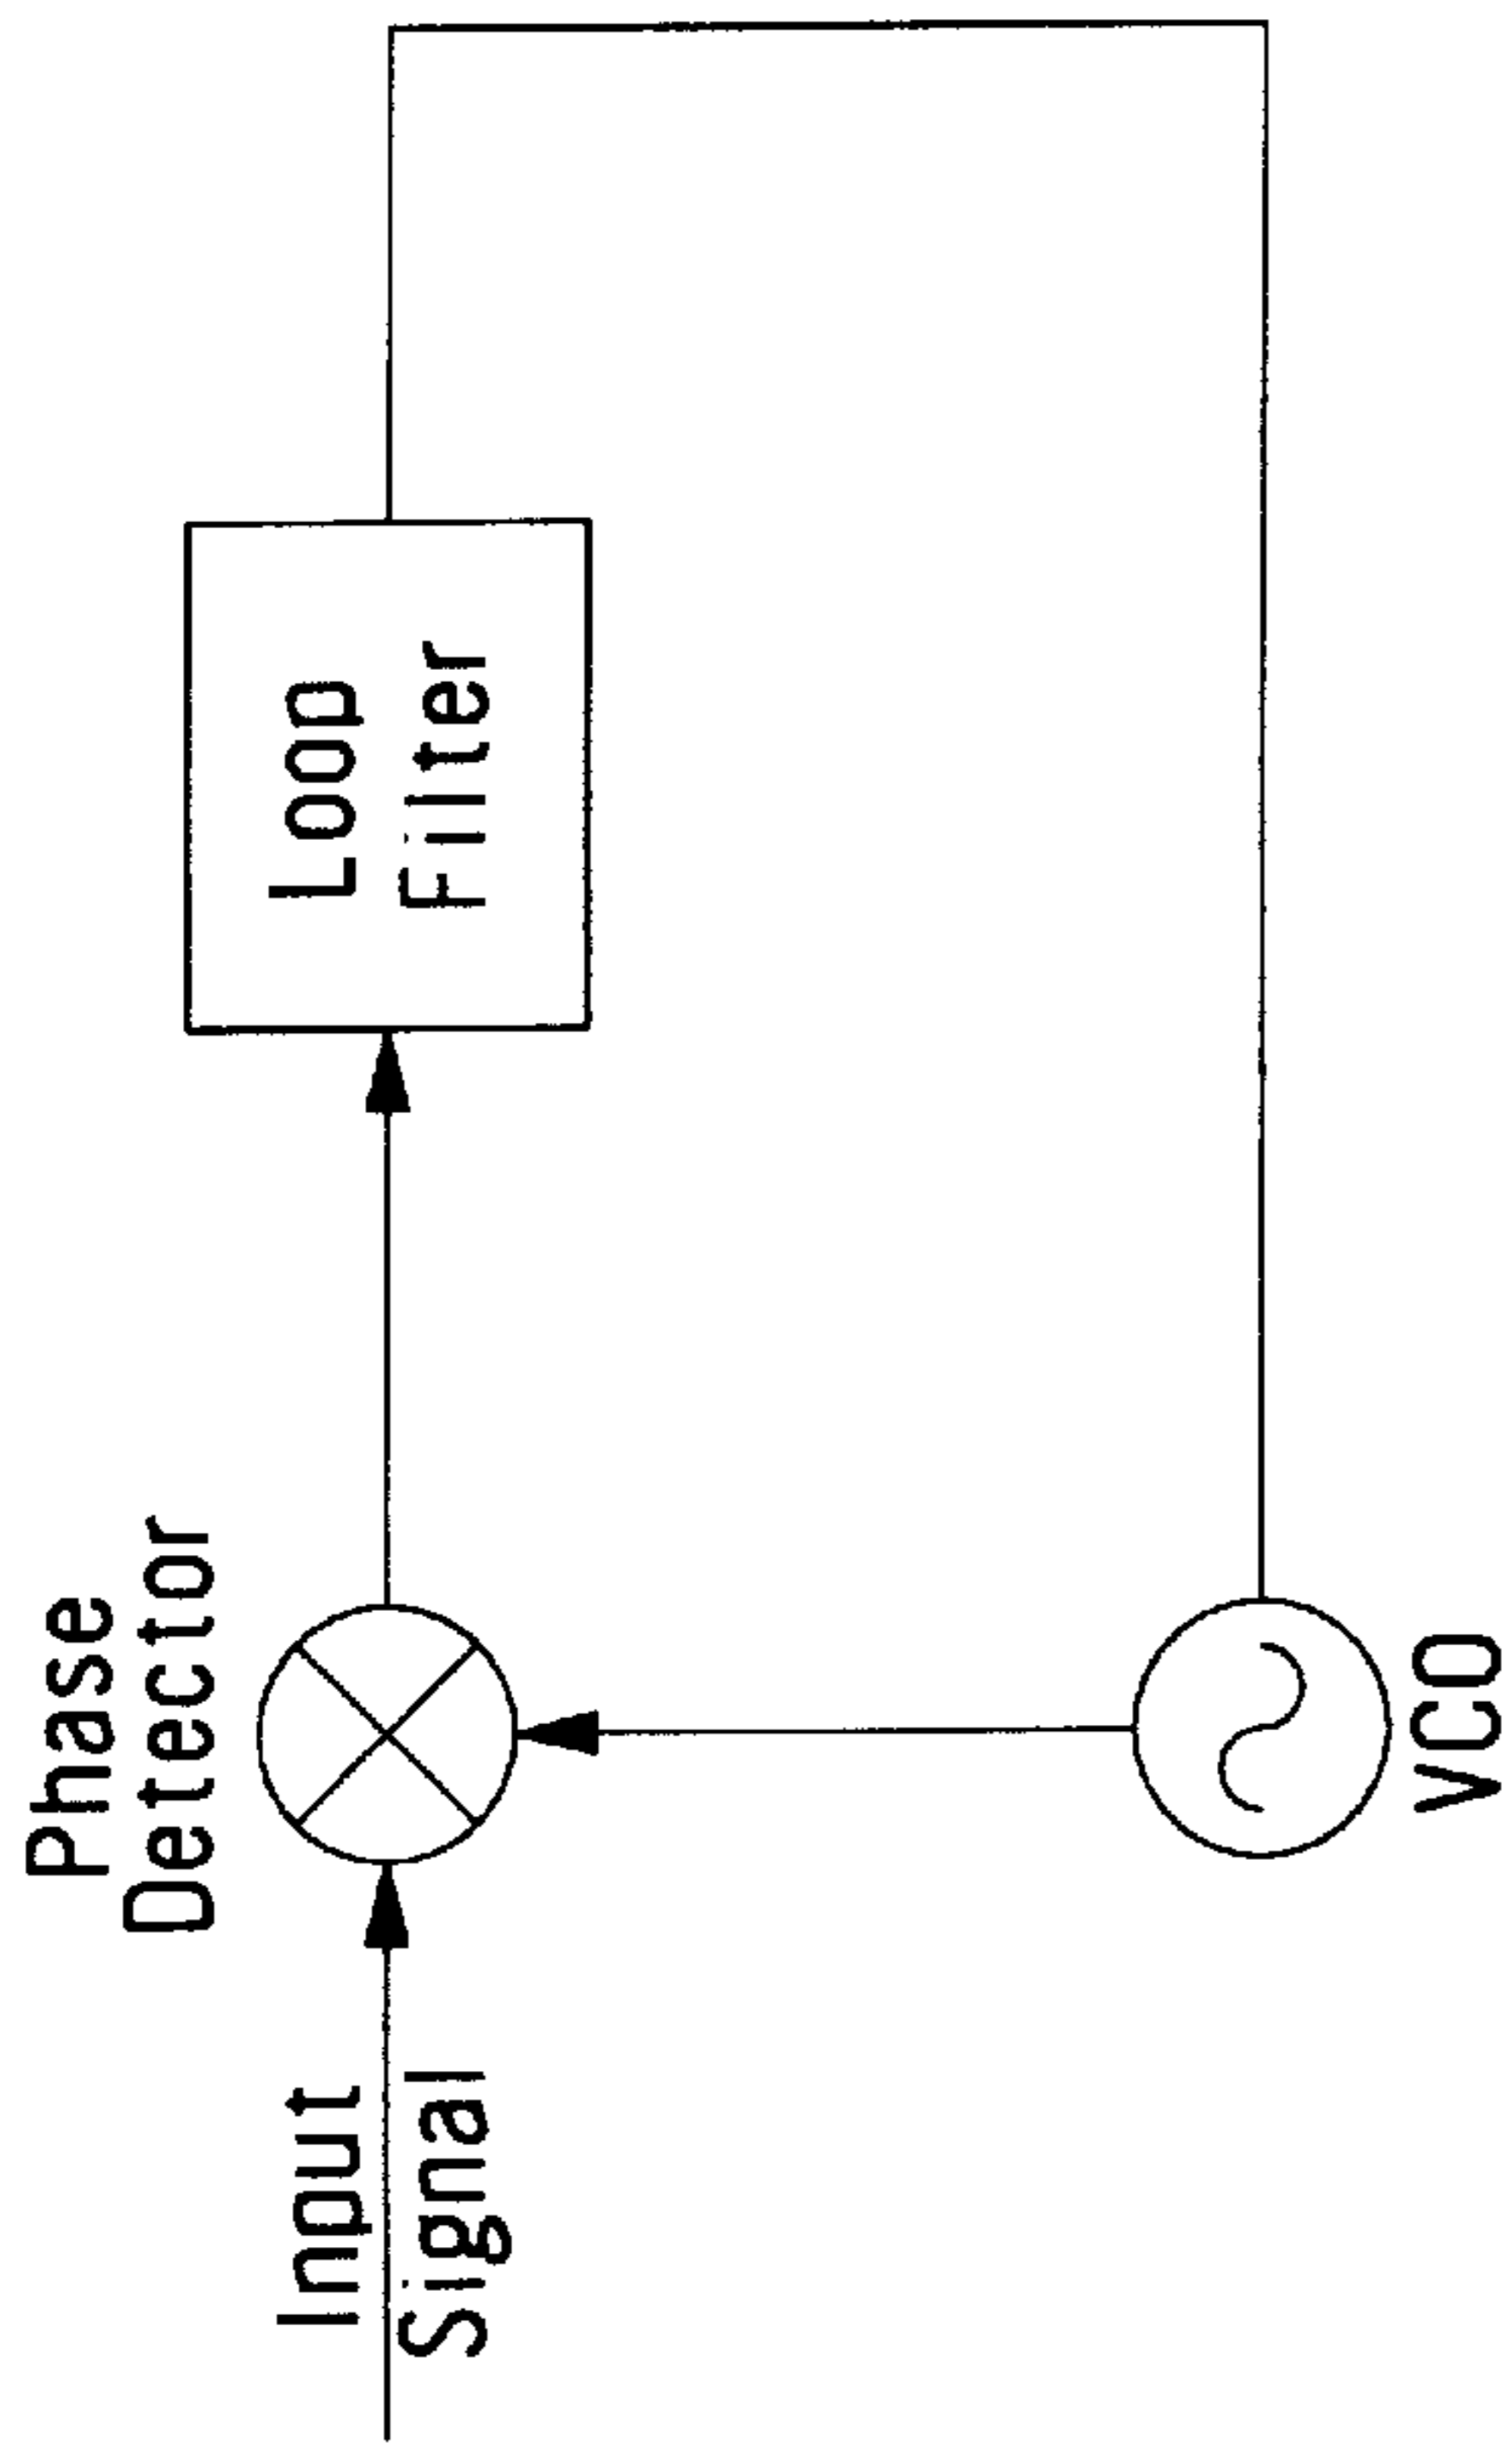 Phase
Detector
Input
Signal
Loop
Filter
VCO